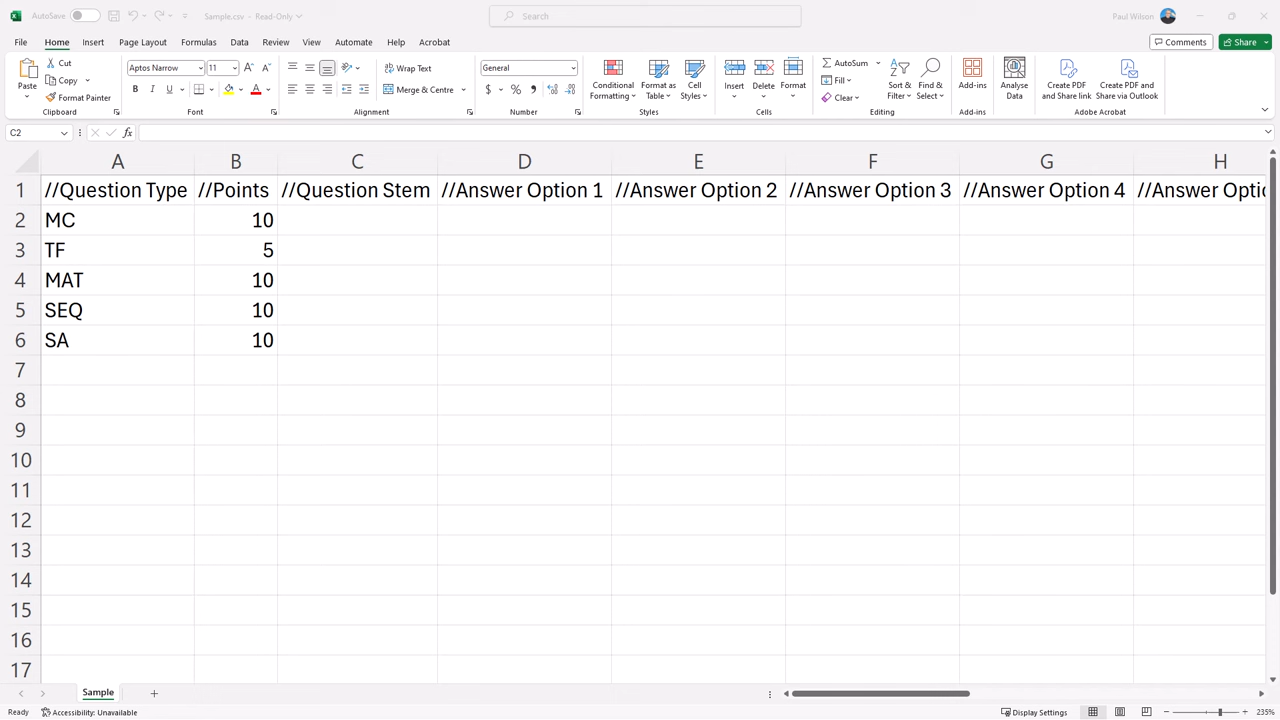 AutoSave Sample.csv - Read-Only Search Paul Wilson
File Home Insert Page Layout Formulas Data Review View Automate Help Acrobat Comments Share
Paste Cut Copy Format Painter Clipboard
Aptos Narrow 11 A A B I U A Font
ab Wrap Text Merge & Centre Alignment
General $ % , Number
Conditional Formatting Format as Table Cell Styles Styles
Insert Delete Format Cells
AutoSum Fill Clear Sort & Filter Find & Select Editing
Add-ins Add-ins
Analyse Data
Create PDF and Share link Create PDF and Share via Outlook Adobe Acrobat
C2 fx
A B C D E F G H
1 //Question Type //Points //Question Stem //Answer Option 1 //Answer Option 2 //Answer Option 3 //Answer Option 4 //Answer Optio
2 MC 10
3 TF 5
4 MAT 10
5 SEQ 10
6 SA 10
7
8
9
10
11
12
13
14
15
16
17
Sample
Ready Accessibility: Unavailable Display Settings 235%